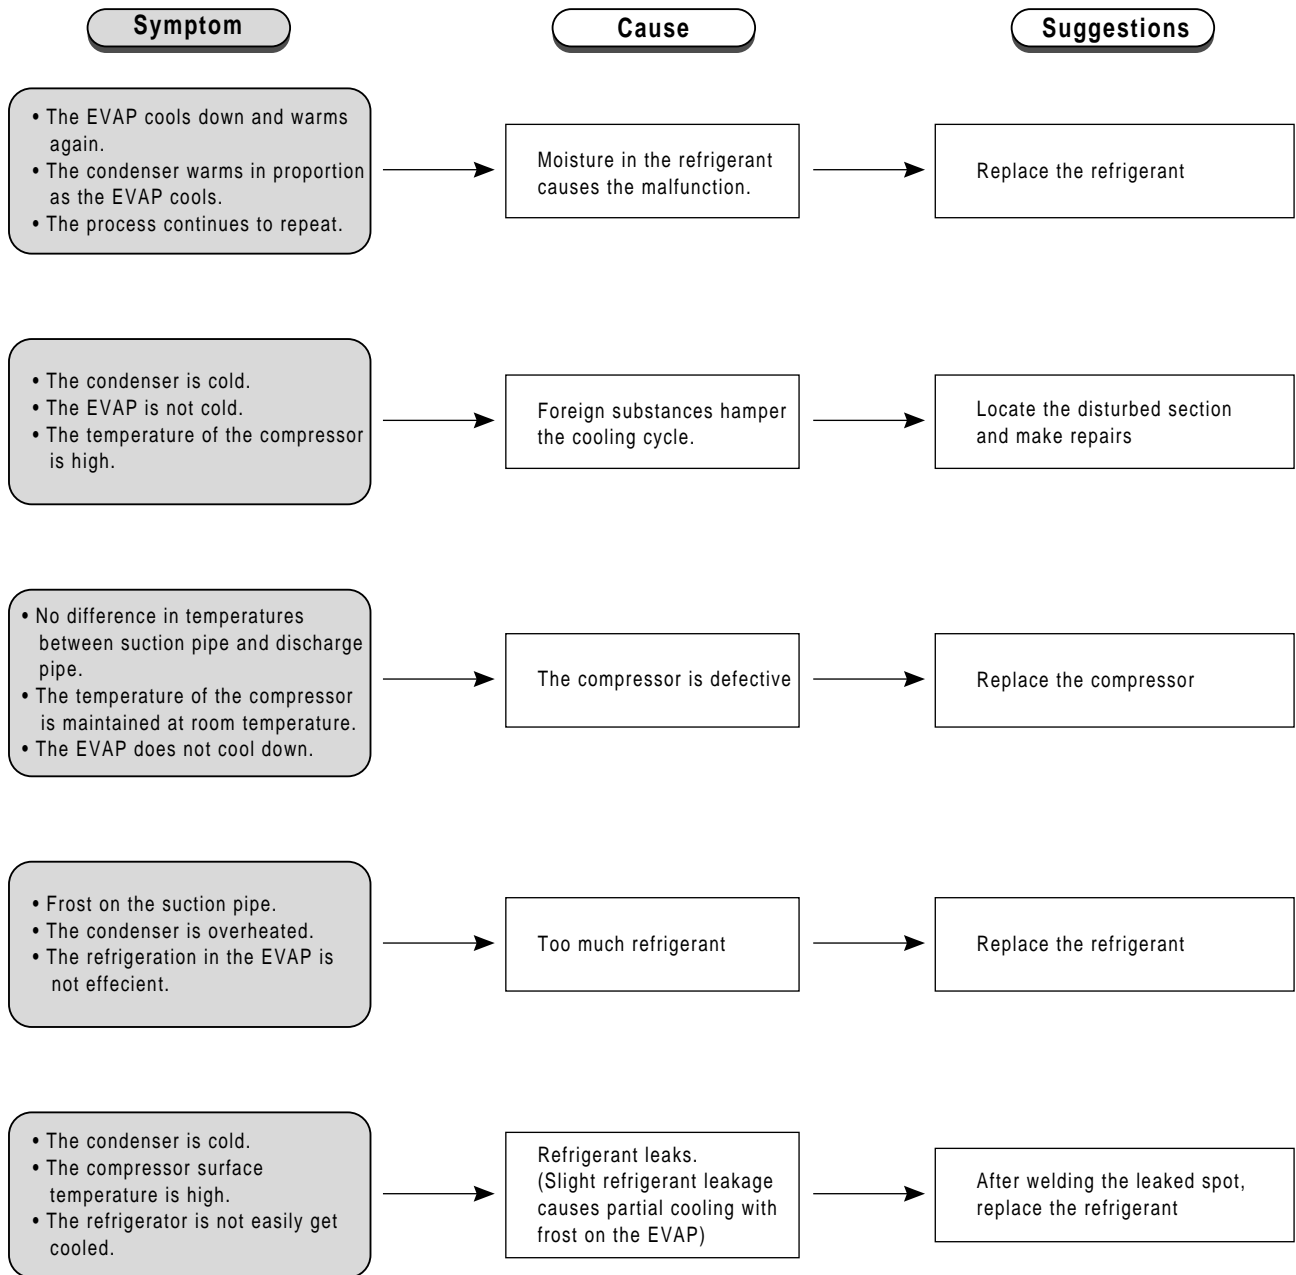 Symptom
Cause
Suggestions
• The EVAP cools down and warms
again.
• The condenser warms in proportion
as the EVAP cools.
• The process continues to repeat.
Moisture in the refrigerant
causes the malfunction.
Replace the refrigerant
• The condenser is cold.
• The EVAP is not cold.
• The temperature of the compressor
is high.
Foreign substances hamper
the cooling cycle.
Locate the disturbed section
and make repairs
• No difference in temperatures
between suction pipe and discharge
pipe.
• The temperature of the compressor
is maintained at room temperature.
• The EVAP does not cool down.
The compressor is defective
Replace the compressor
• Frost on the suction pipe.
• The condenser is overheated.
• The refrigeration in the EVAP is
not effecient.
Too much refrigerant
Replace the refrigerant
• The condenser is cold.
• The compressor surface
temperature is high.
• The refrigerator is not easily get
cooled.
Refrigerant leaks.
(Slight refrigerant leakage
causes partial cooling with
frost on the EVAP)
After welding the leaked spot,
replace the refrigerant